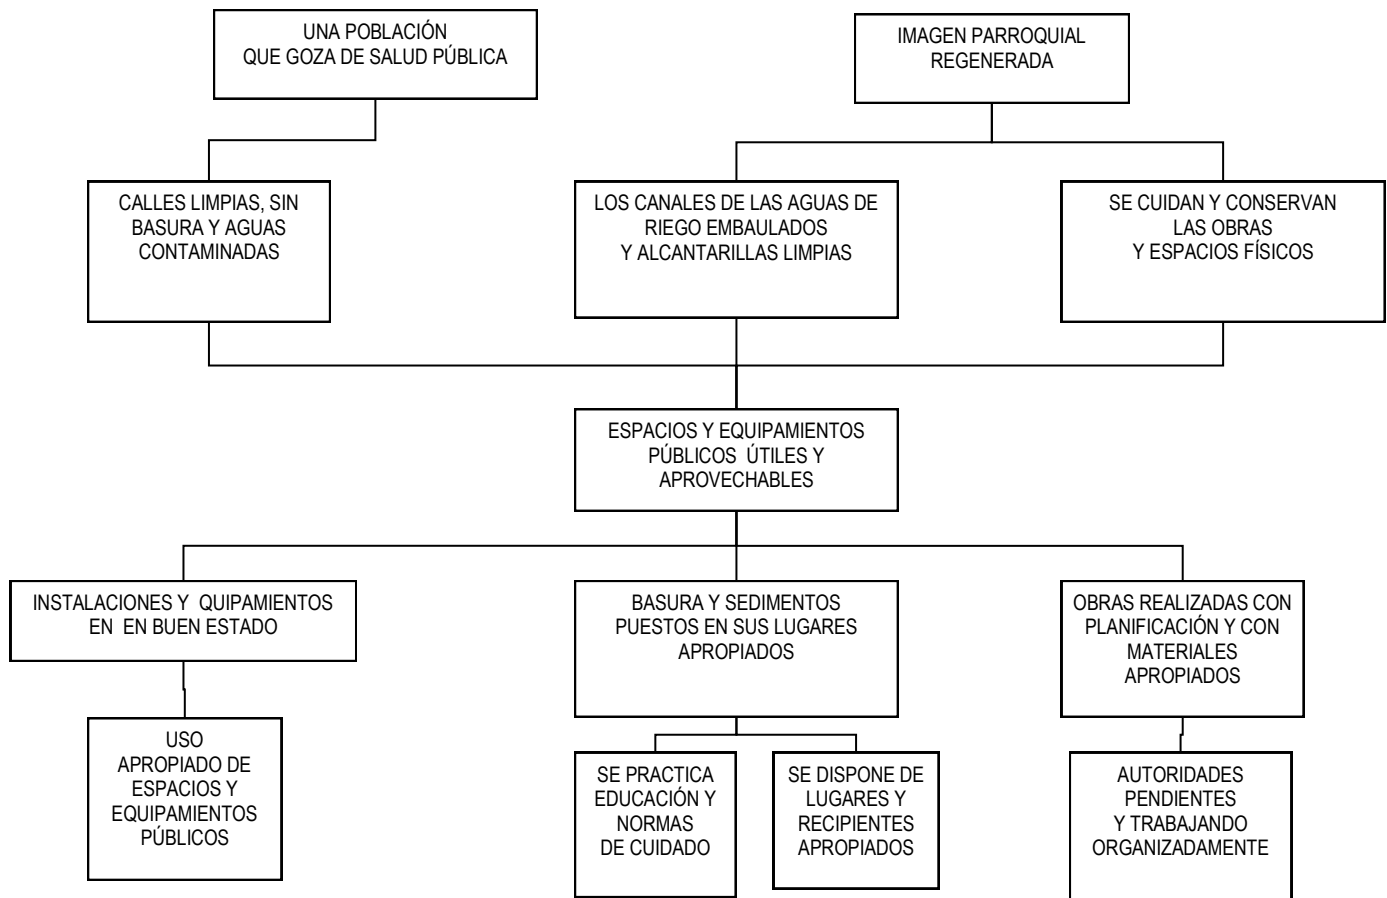 UNA POBLACIÓN
QUE GOZA DE SALUD PÚBLICA
IMAGEN PARROQUIAL
REGENERADA
CALLES LIMPIAS, SIN
BASURA Y AGUAS
CONTAMINADAS
LOS CANALES DE LAS AGUAS DE
RIEGO EMBAULADOS
Y ALCANTARILLAS LIMPIAS
SE CUIDAN Y CONSERVAN
LAS OBRAS
Y ESPACIOS FÍSICOS
ESPACIOS Y EQUIPAMIENTOS
PÚBLICOS ÚTILES Y
APROVECHABLES
INSTALACIONES Y QUIPAMIENTOS
EN EN BUEN ESTADO
BASURA Y SEDIMENTOS
PUESTOS EN SUS LUGARES
APROPIADOS
OBRAS REALIZADAS CON
PLANIFICACIÓN Y CON
MATERIALES
APROPIADOS
USO
APROPIADO DE
ESPACIOS Y
EQUIPAMIENTOS
PÚBLICOS
SE PRACTICA
EDUCACIÓN Y
NORMAS
DE CUIDADO
SE DISPONE DE
LUGARES Y
RECIPIENTES
APROPIADOS
AUTORIDADES
PENDIENTES
Y TRABAJANDO
ORGANIZADAMENTE